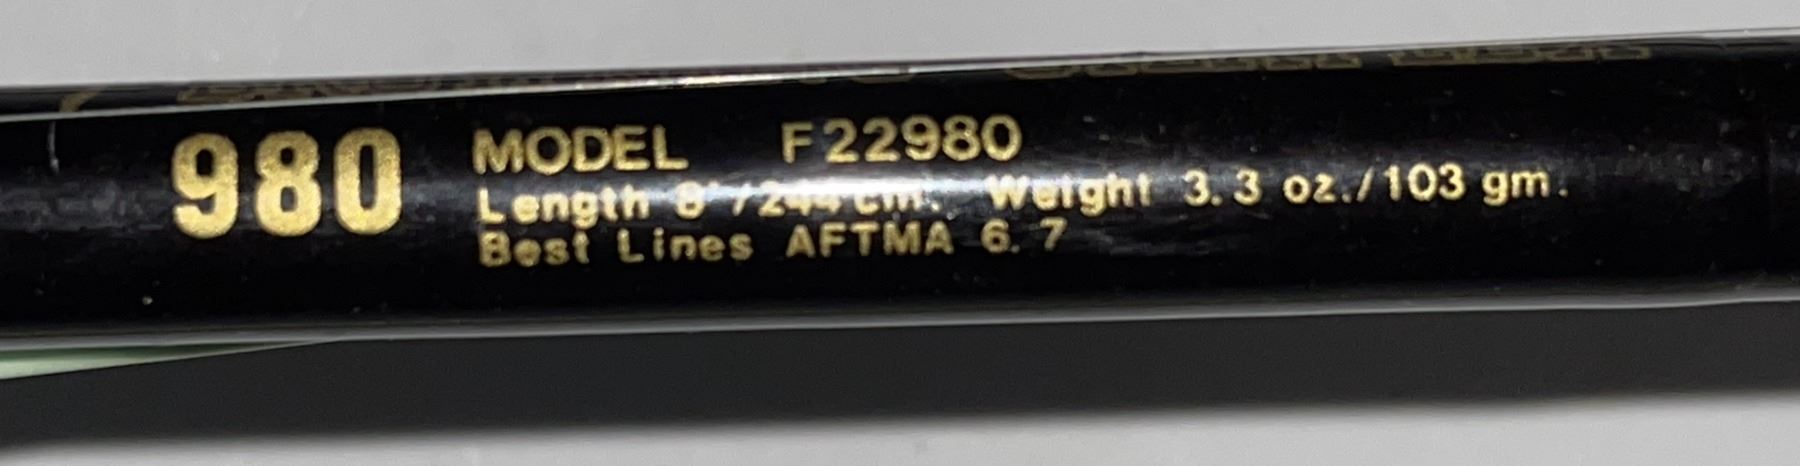 980
MODEL F22980
Length 8'/244 cm. Weight 3.3 oz./103 gm.
Best Lines AFTMA 6. 7